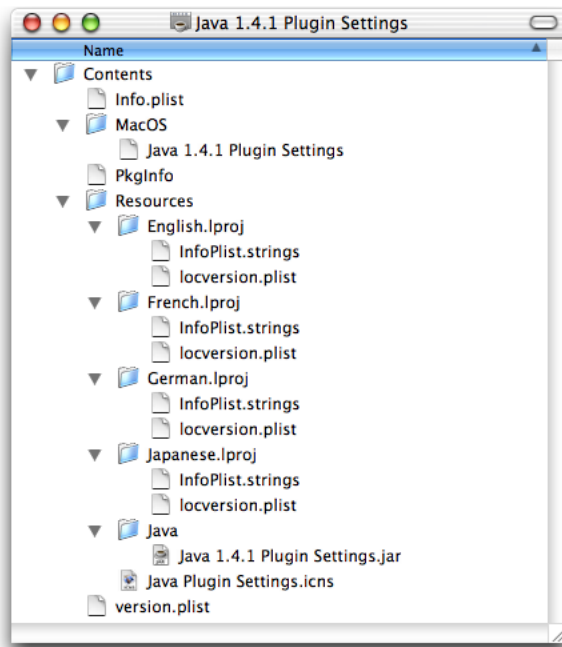 Java 1.4.1 Plugin Settings
Name
Contents
Info.plist
MacOS
Java 1.4.1 Plugin Settings
PkgInfo
Resources
English.lproj
InfoPlist.strings
locversion.plist
French.lproj
InfoPlist.strings
locversion.plist
German.lproj
InfoPlist.strings
locversion.plist
Japanese.lproj
InfoPlist.strings
locversion.plist
Java
Java 1.4.1 Plugin Settings.jar
Java Plugin Settings.icns
version.plist